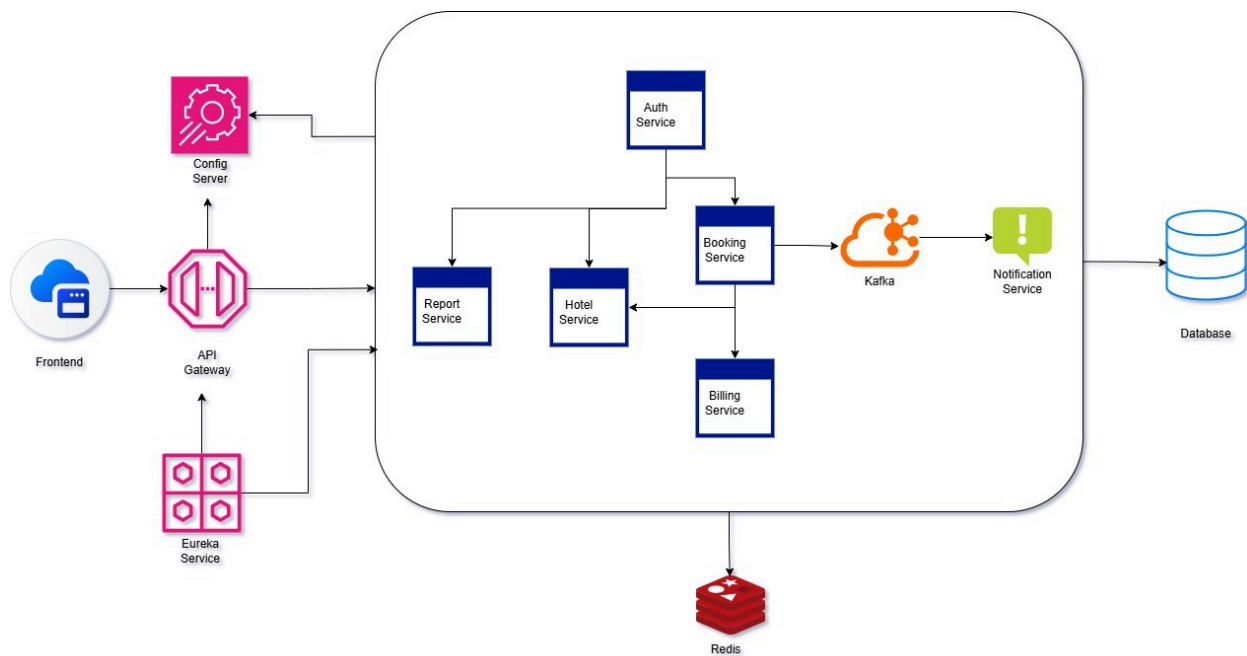 Auth
Service
Config
Server
Booking
Service
Kafka
Notification
Service
Report
Service
Hotel
Service
Database
Frontend
API
Gateway
Billing
Service
Eureka
Service
Redis